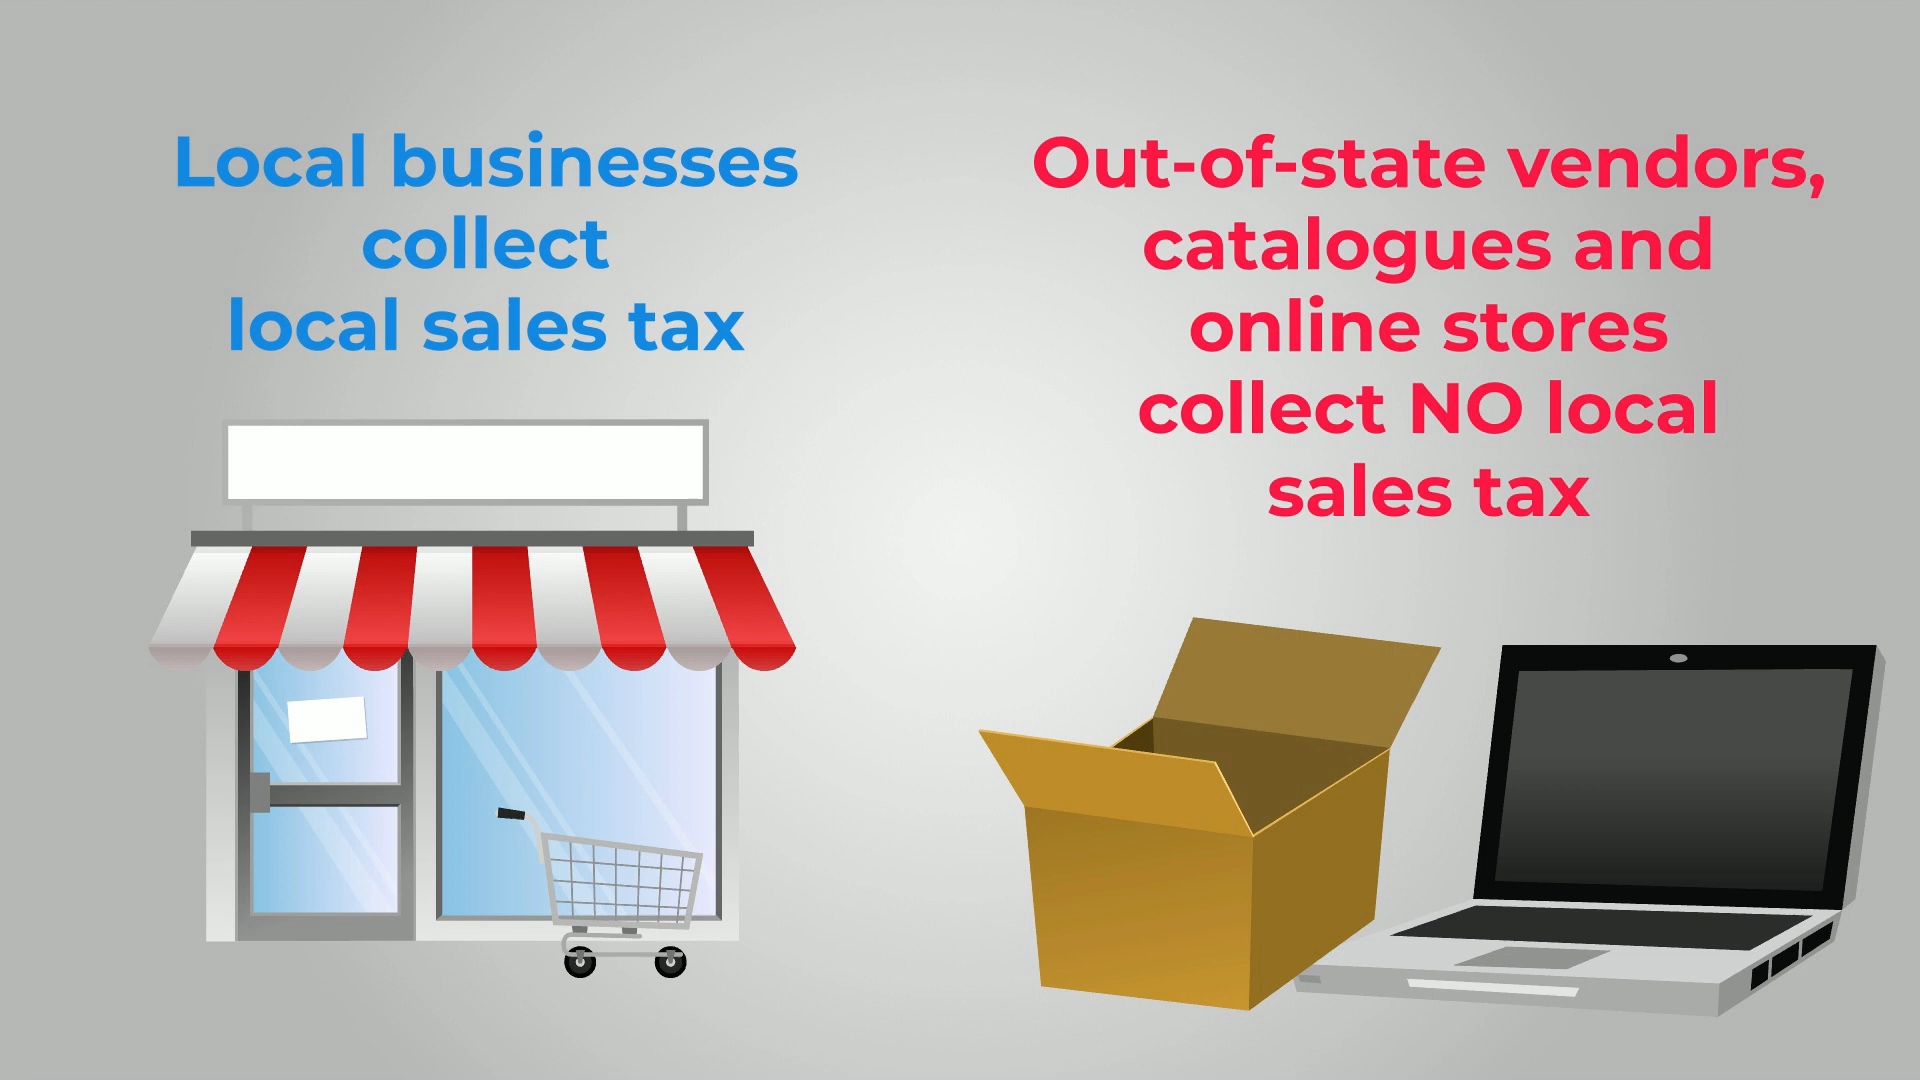 Local businesses
collect
local sales tax
Out-of-state vendors,
catalogues and
online stores
collect NO local
sales tax